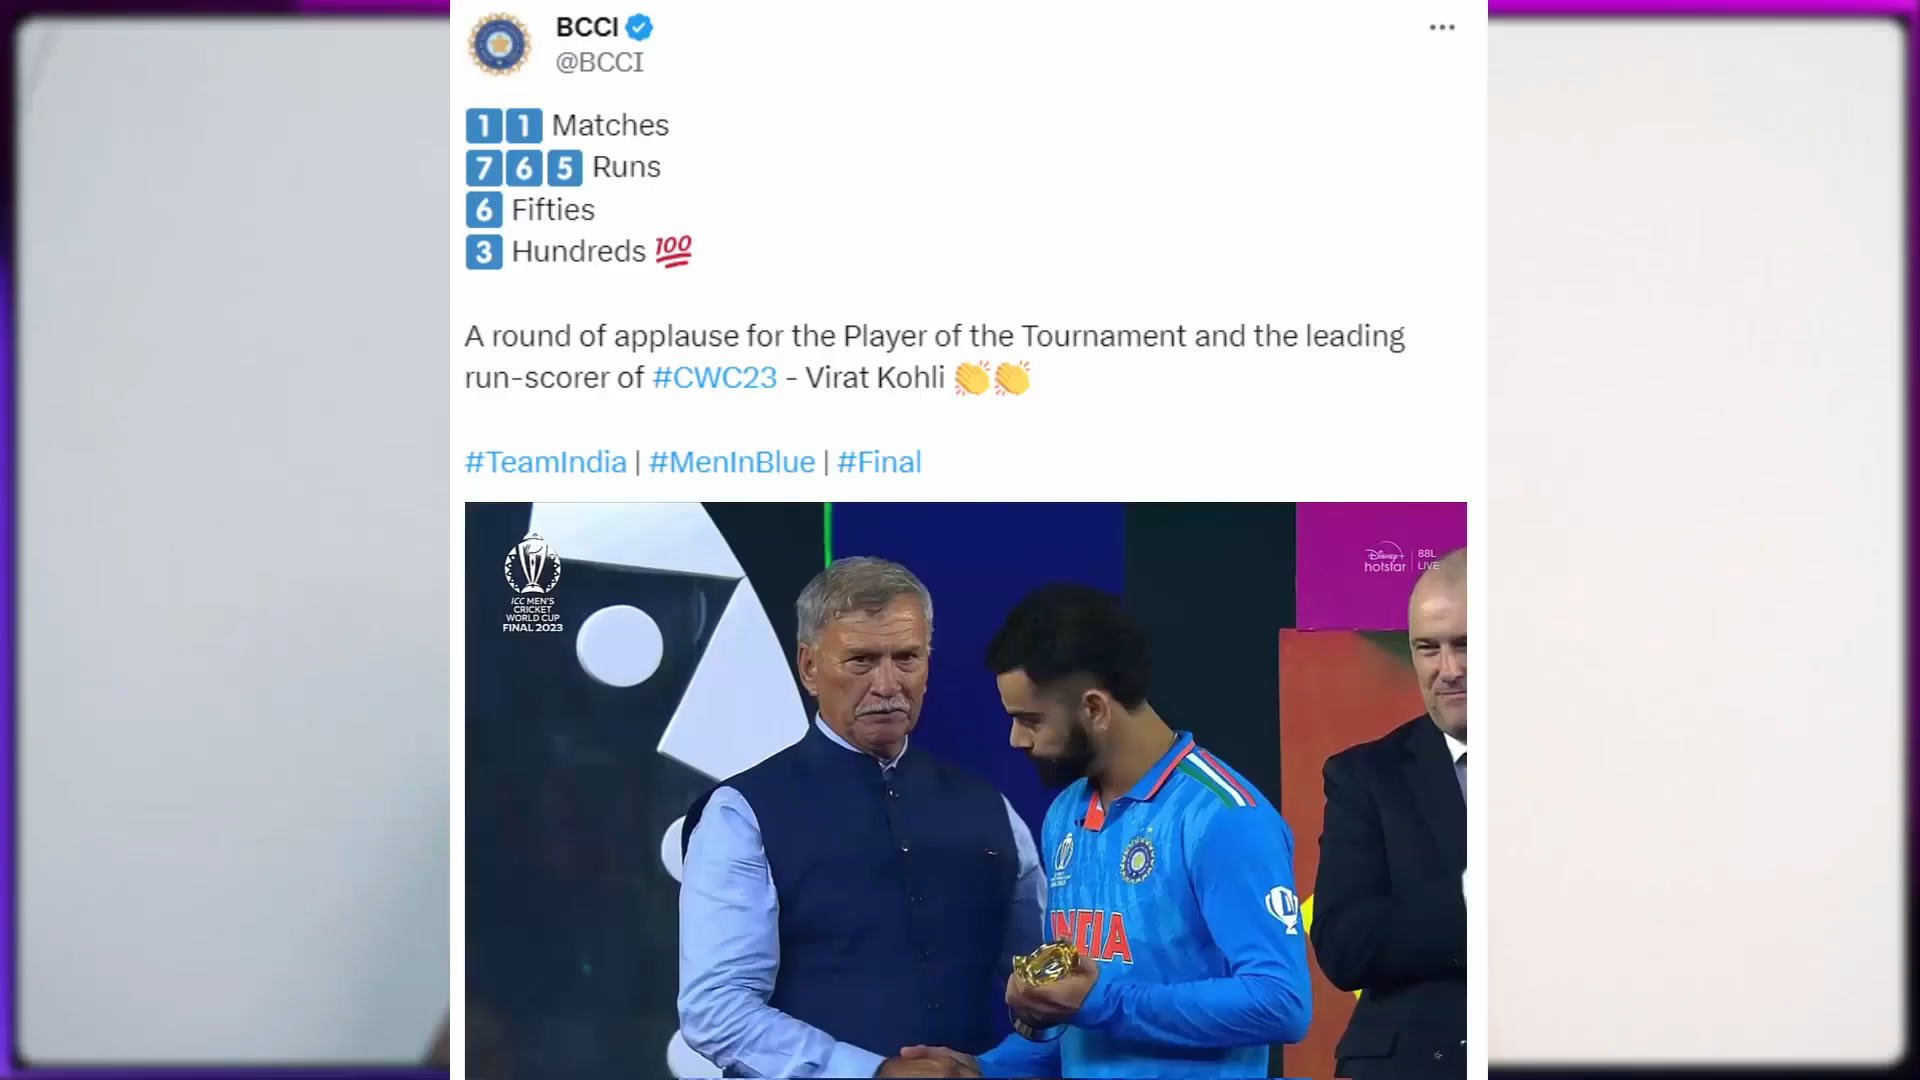 BCCI
@BCCI
11 Matches
765 Runs
6 Fifties
3 Hundreds 💯
A round of applause for the Player of the Tournament and the leading
run-scorer of #CWC23 - Virat Kohli 👏👏
#TeamIndia | #MenInBlue | #Final
ICC MEN'S
CRICKET
WORLD CUP
FINAL 2023
Disney+
hotstar
88L
LIVE
INDIA